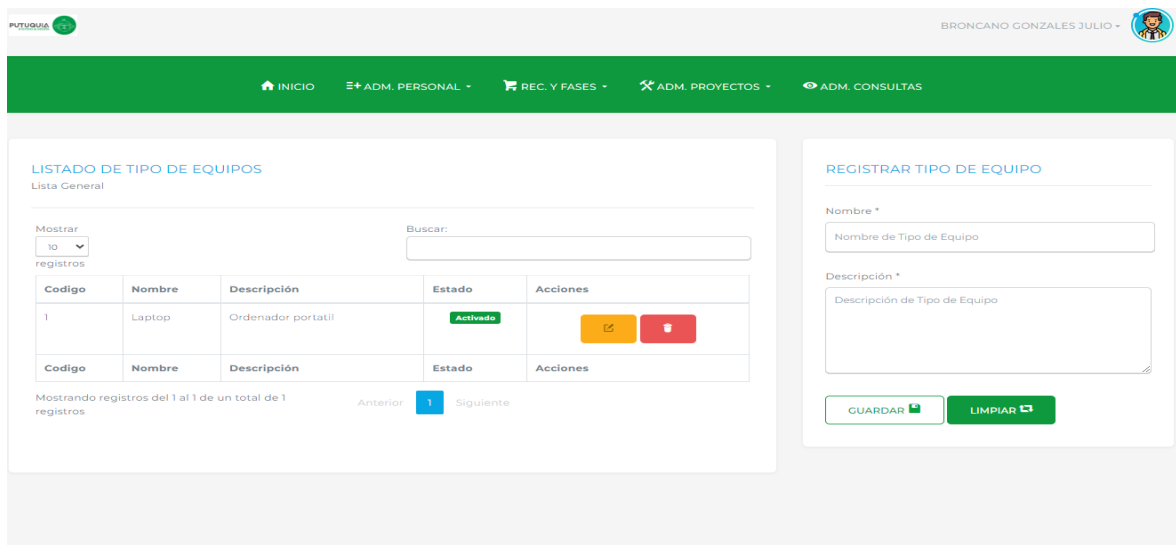 PUTUQUIA
BRONCANO GONZALES JULIO
INICIO ADM. PERSONAL REC. Y FASES ADM. PROYECTOS ADM. CONSULTAS
LISTADO DE TIPO DE EQUIPOS
Lista General
Mostrar
10
registros
Buscar:
Codigo Nombre Descripción Estado Acciones
1 Laptop Ordenador portatil Activado
Codigo Nombre Descripción Estado Acciones
Mostrando registros del 1 al 1 de un total de 1
registros
Anterior 1 Siguiente
REGISTRAR TIPO DE EQUIPO
Nombre *
Nombre de Tipo de Equipo
Descripción *
Descripción de Tipo de Equipo
GUARDAR LIMPIAR